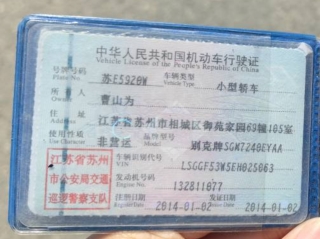 中华人民共和国机动车行驶证
Vehicle License of the People's Republic of China
号牌号码 苏E5920W 车辆类型 小型轿车
Plate No. Vehicle Type
所有人 曹山为
Owner
住址 江苏省苏州市相城区海苑家园69幢105室
Address
使用性质 非营运 品牌型号 别克牌SGM7240EYAA
Use Character Model
车辆识别代号 LSGGF53W5EH025063
VIN
发动机号码 132811077
Engine No.
注册日期 2014-01-02 发证日期 2014-01-02
江苏省苏州
市公安局交通
巡逻警察支队